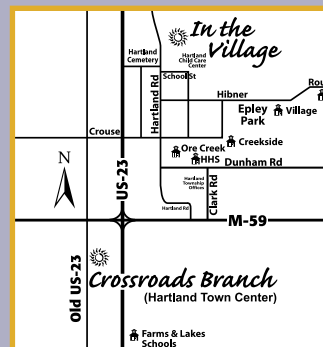 In the
Village
Hartland
Cemetery
Hartland
Child Care
Center
School St
Rou
Hibner
Hartland Rd
Epley
Park
Village
Crouse
Creekside
Ore Creek
HHS
Dunham Rd
N
US-23
Hartland
Township
Offices
Clark Rd
Hartland Rd
M-59
Old US-23
Crossroads Branch
(Hartland Town Center)
Farms & Lakes
Schools